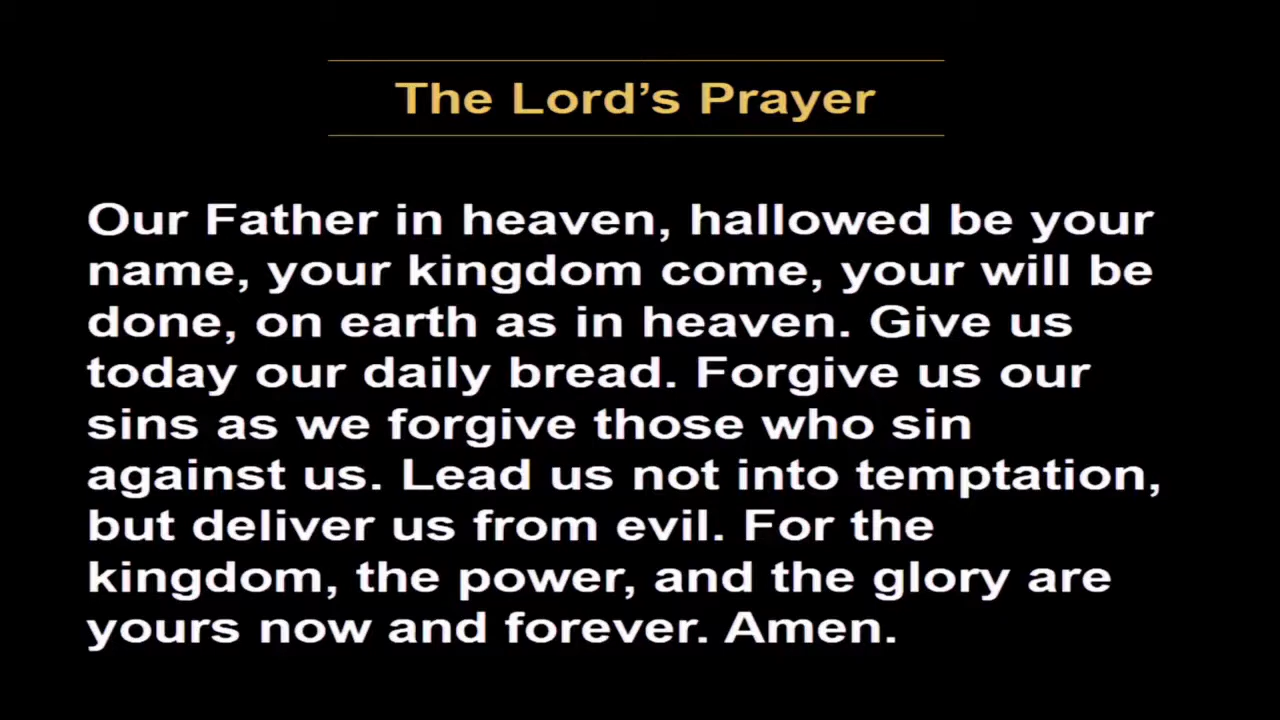 The Lord’s Prayer
Our Father in heaven, hallowed be your
name, your kingdom come, your will be
done, on earth as in heaven. Give us
today our daily bread. Forgive us our
sins as we forgive those who sin
against us. Lead us not into temptation,
but deliver us from evil. For the
kingdom, the power, and the glory are
yours now and forever. Amen.